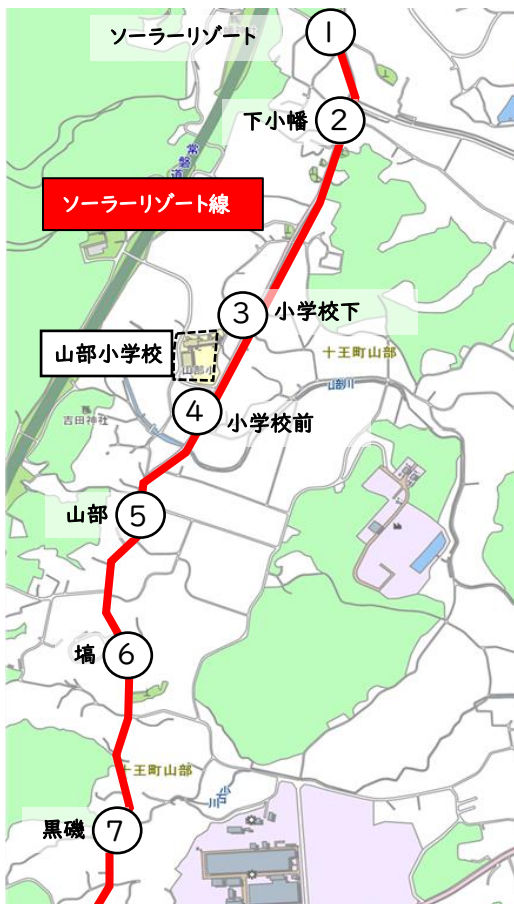 ソーラーリゾート
1
下小幡
2
常磐道
ソーラーリゾート線
3
小学校下
山部小学校
山部小
十王町山部
山部川
4
小学校前
吉田神社
山部
5
塙
6
十王町山部
小戸川
黒磯
7